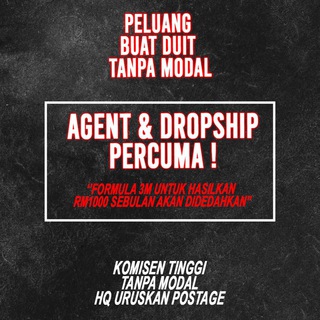 PELUANG
BUAT DUIT
TANPA MODAL
AGENT & DROPSHIP
PERCUMA !
"FORMULA 3M UNTUK HASILKAN
RM1000 SEBULAN AKAN DIDEDAHKAN"
KOMISEN TINGGI
TANPA MODAL
HQ URUSKAN POSTAGE